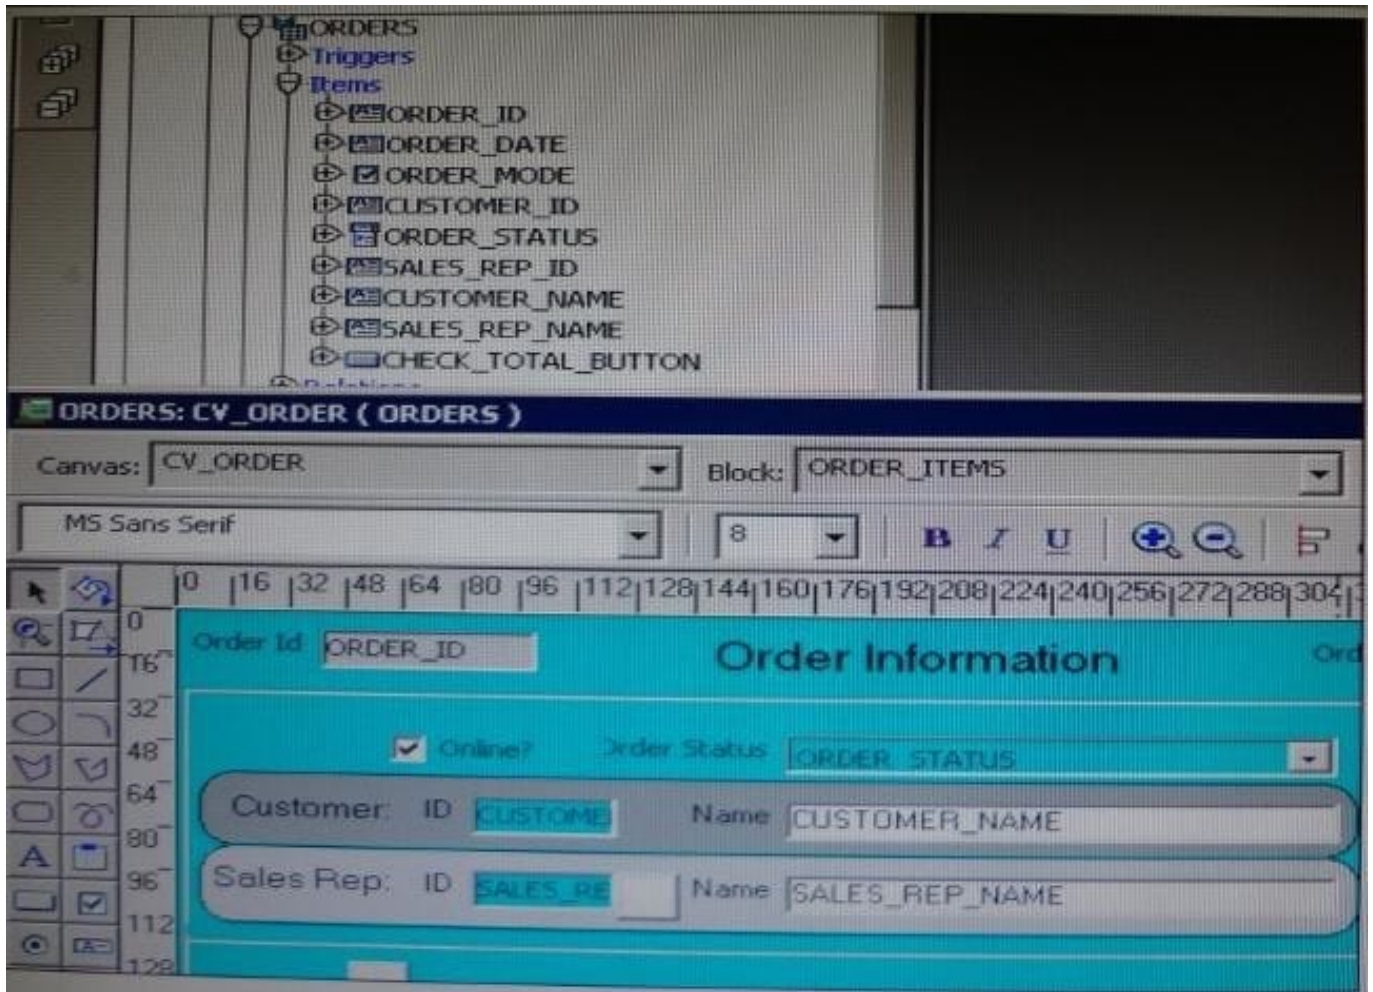 ORDERS
Triggers
Items
ORDER_ID
ORDER_DATE
ORDER_MODE
CUSTOMER_ID
ORDER_STATUS
SALES_REP_ID
CUSTOMER_NAME
SALES_REP_NAME
CHECK_TOTAL_BUTTON
Relations
ORDERS: CV_ORDER ( ORDERS )
Canvas: CV_ORDER Block: ORDER_ITEMS
MS Sans Serif 8 B I U
0 16 32 48 64 80 96 112 128 144 160 176 192 208 224 240 256 272 288 304
0
Order Id ORDER_ID Order Information Ord
16
32
48
Online? Order Status ORDER_STATUS
64
Customer: ID CUSTOME Name CUSTOMER_NAME
80
A
96
Sales Rep: ID SALES_RE Name SALES_REP_NAME
112
128